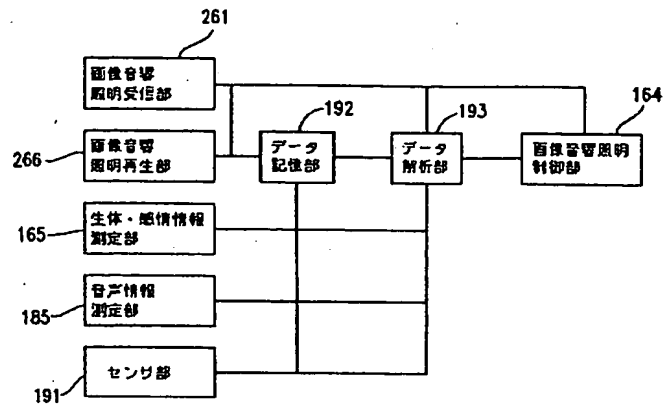 261
画像音響
照明受信部
192
193
164
画像音響
照明再生部
データ
記憶部
データ
解析部
画像音響照明
制御部
266
生体・感情情報
測定部
165
音声情報
測定部
185
センサ部
191